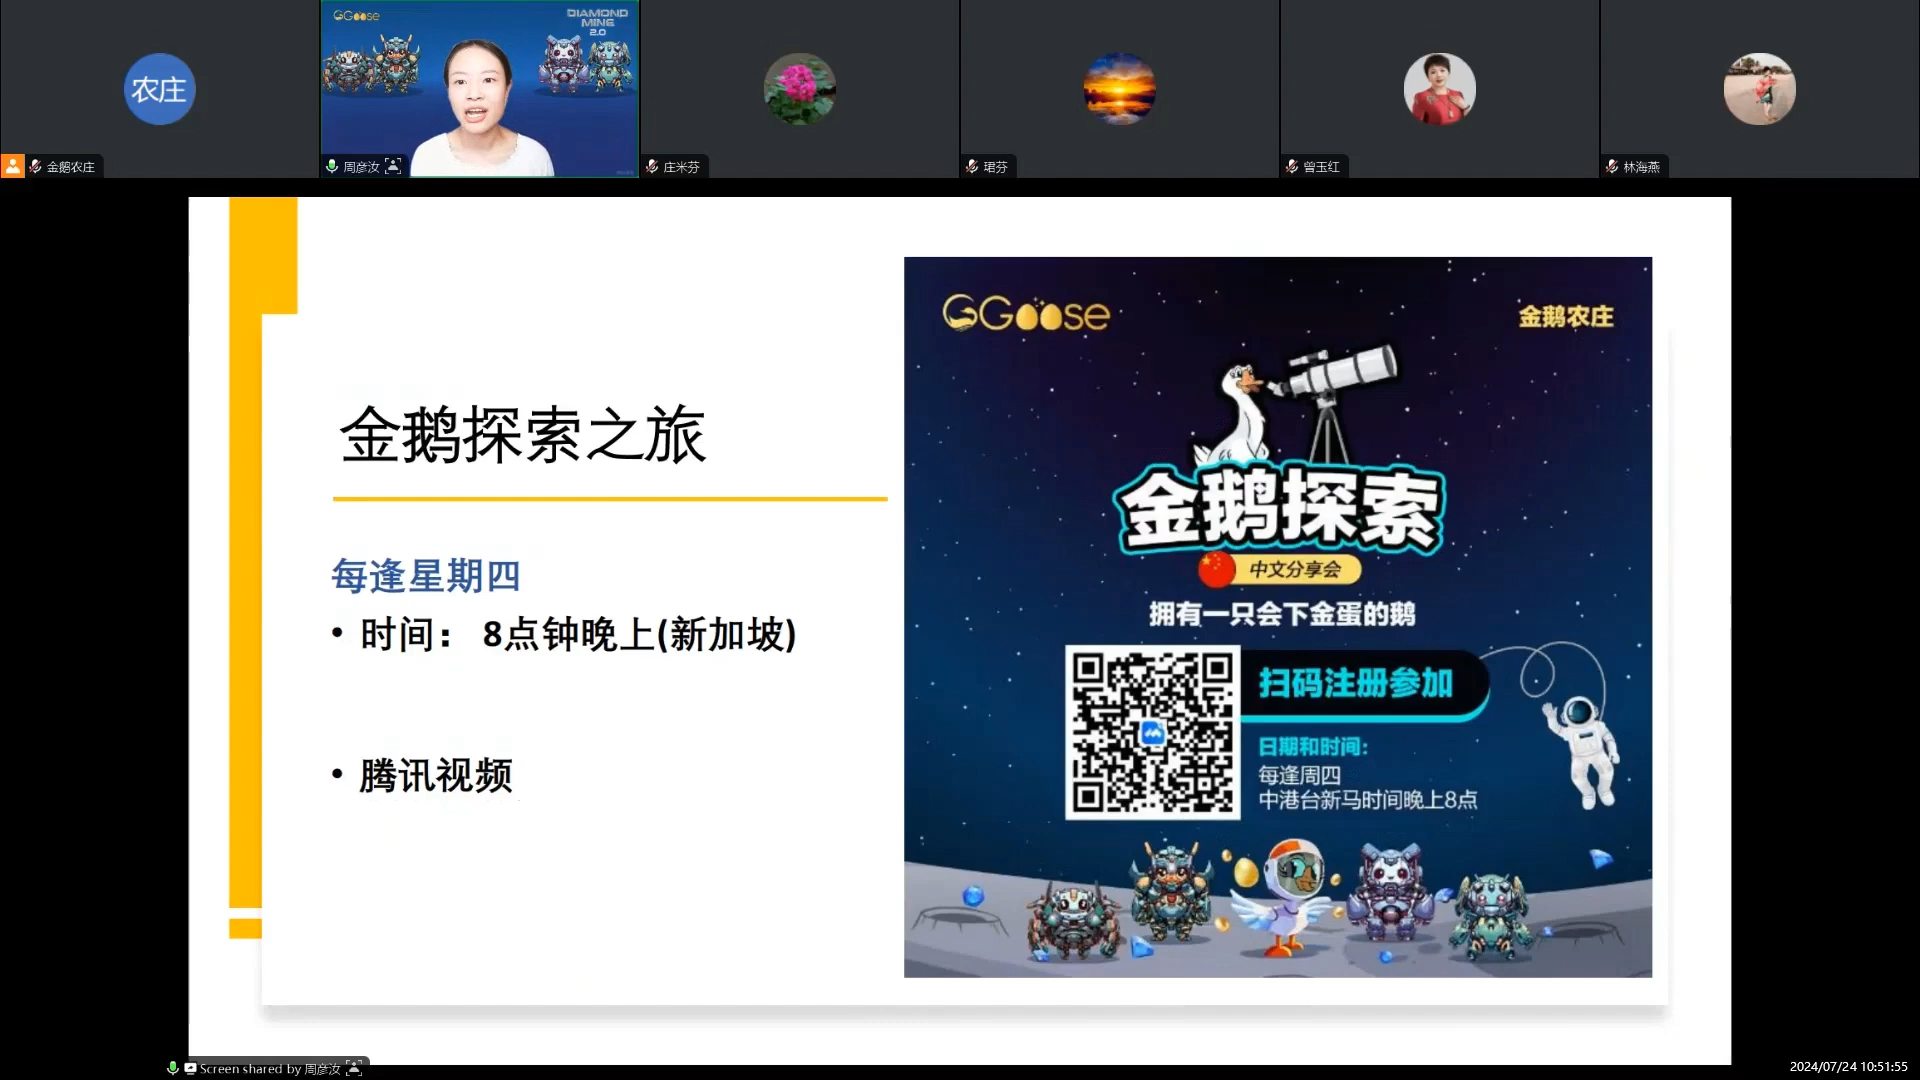 农庄
GGoose
DIAMOND
MINE
2.0
金鹅农庄
周彦汝
庄米芬
珺芬
曾玉红
林海燕
金鹅探索之旅
每逢星期四
• 时间： 8点钟晚上(新加坡)
• 腾讯视频
GGoose
金鹅农庄
金鹅探索
中文分享会
拥有一只会下金蛋的鹅
扫码注册参加
日期和时间:
每逢周四
中港台新马时间晚上8点
Screen shared by 周彦汝
2024/07/24 10:51:55